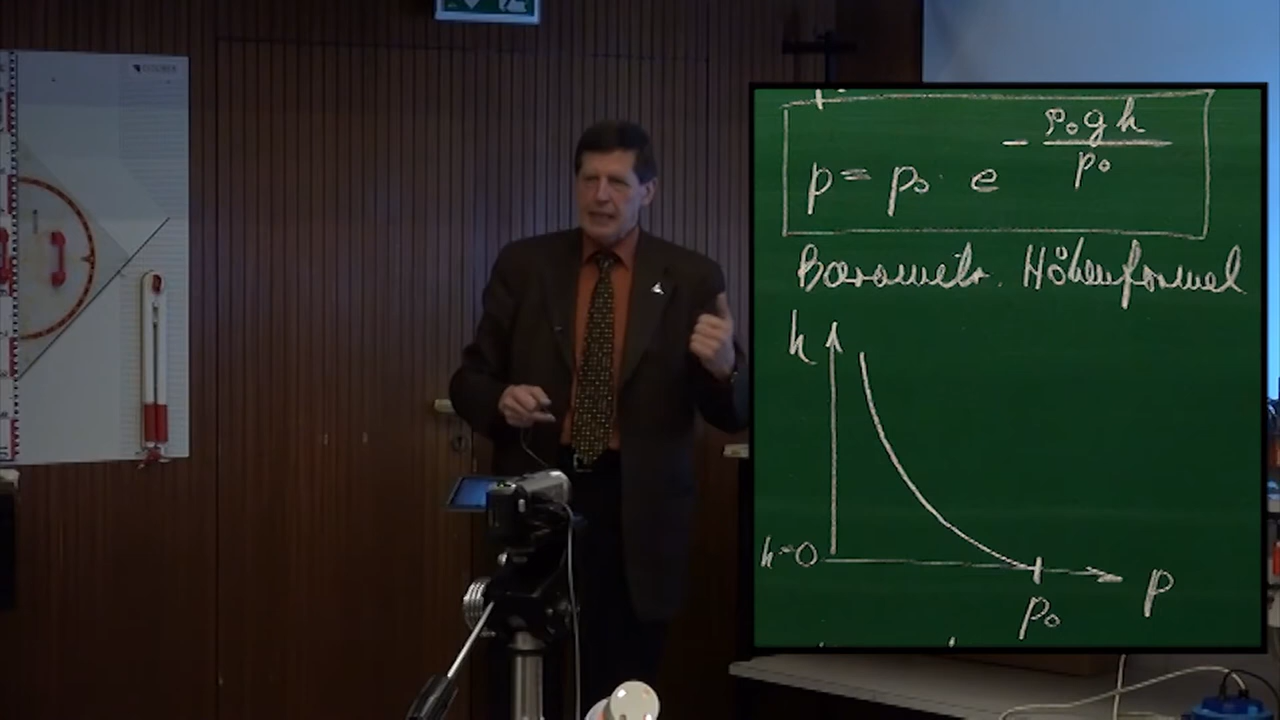 p = p₀ · e^(-ρ₀gh/p₀)
Barometr. Höhenformel
h
h=0
p
p₀